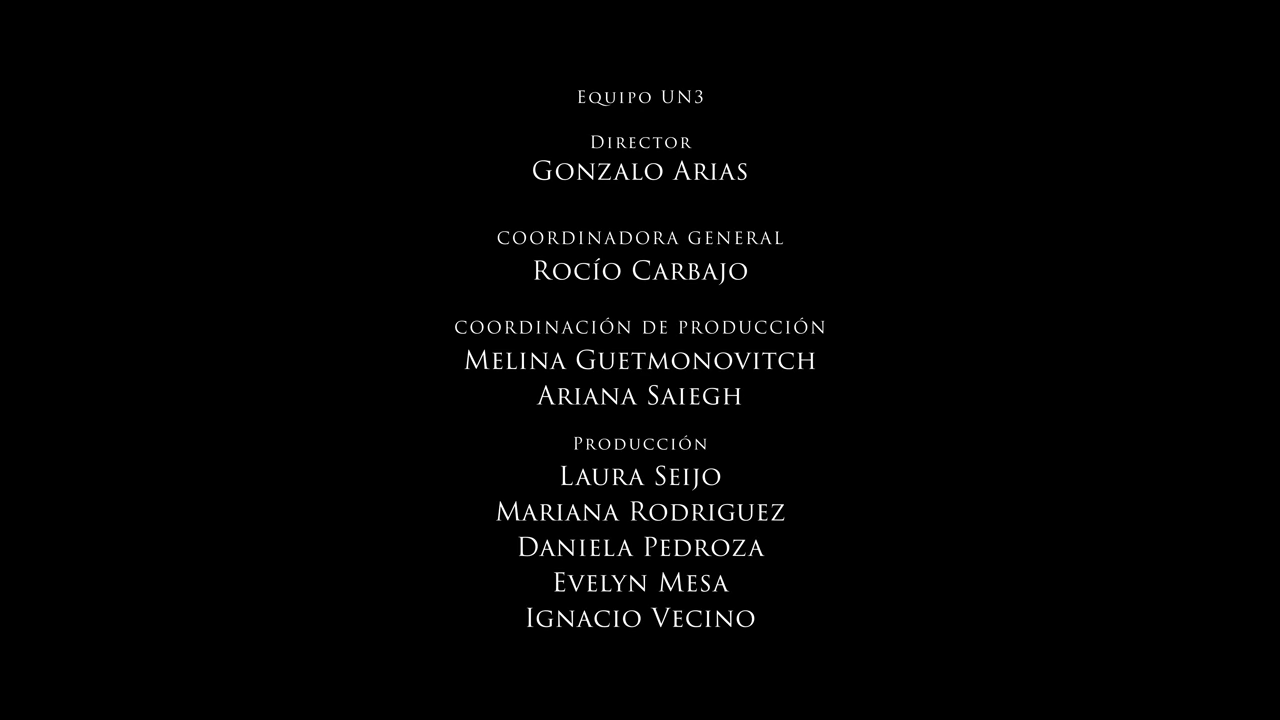 Equipo UN3
Director
Gonzalo Arias
COORDINADORA GENERAL
Rocío Carbajo
COORDINACIÓN DE PRODUCCIÓN
Melina Guetmonovitch
Ariana Saiegh
Producción
Laura Seijo
Mariana Rodriguez
Daniela Pedroza
Evelyn Mesa
Ignacio Vecino